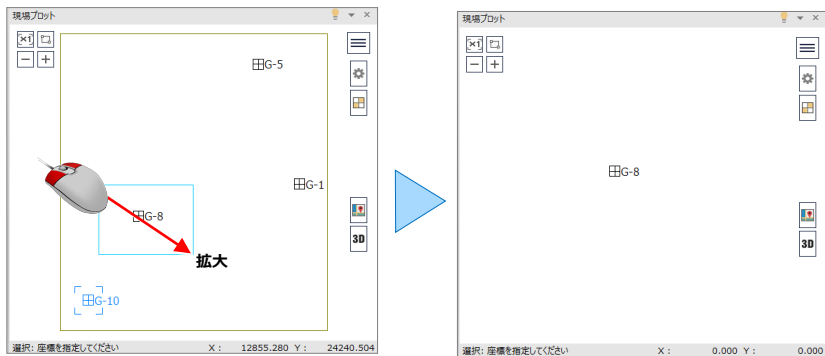 現場プロット
[×1]
− +
G-5
G-1
G-8
拡大
G-10
3D
選択: 座標を指定してください X : 12855.280 Y : 24240.504
現場プロット
[×1]
− +
G-8
3D
選択: 座標を指定してください X : 0.000 Y : 0.000